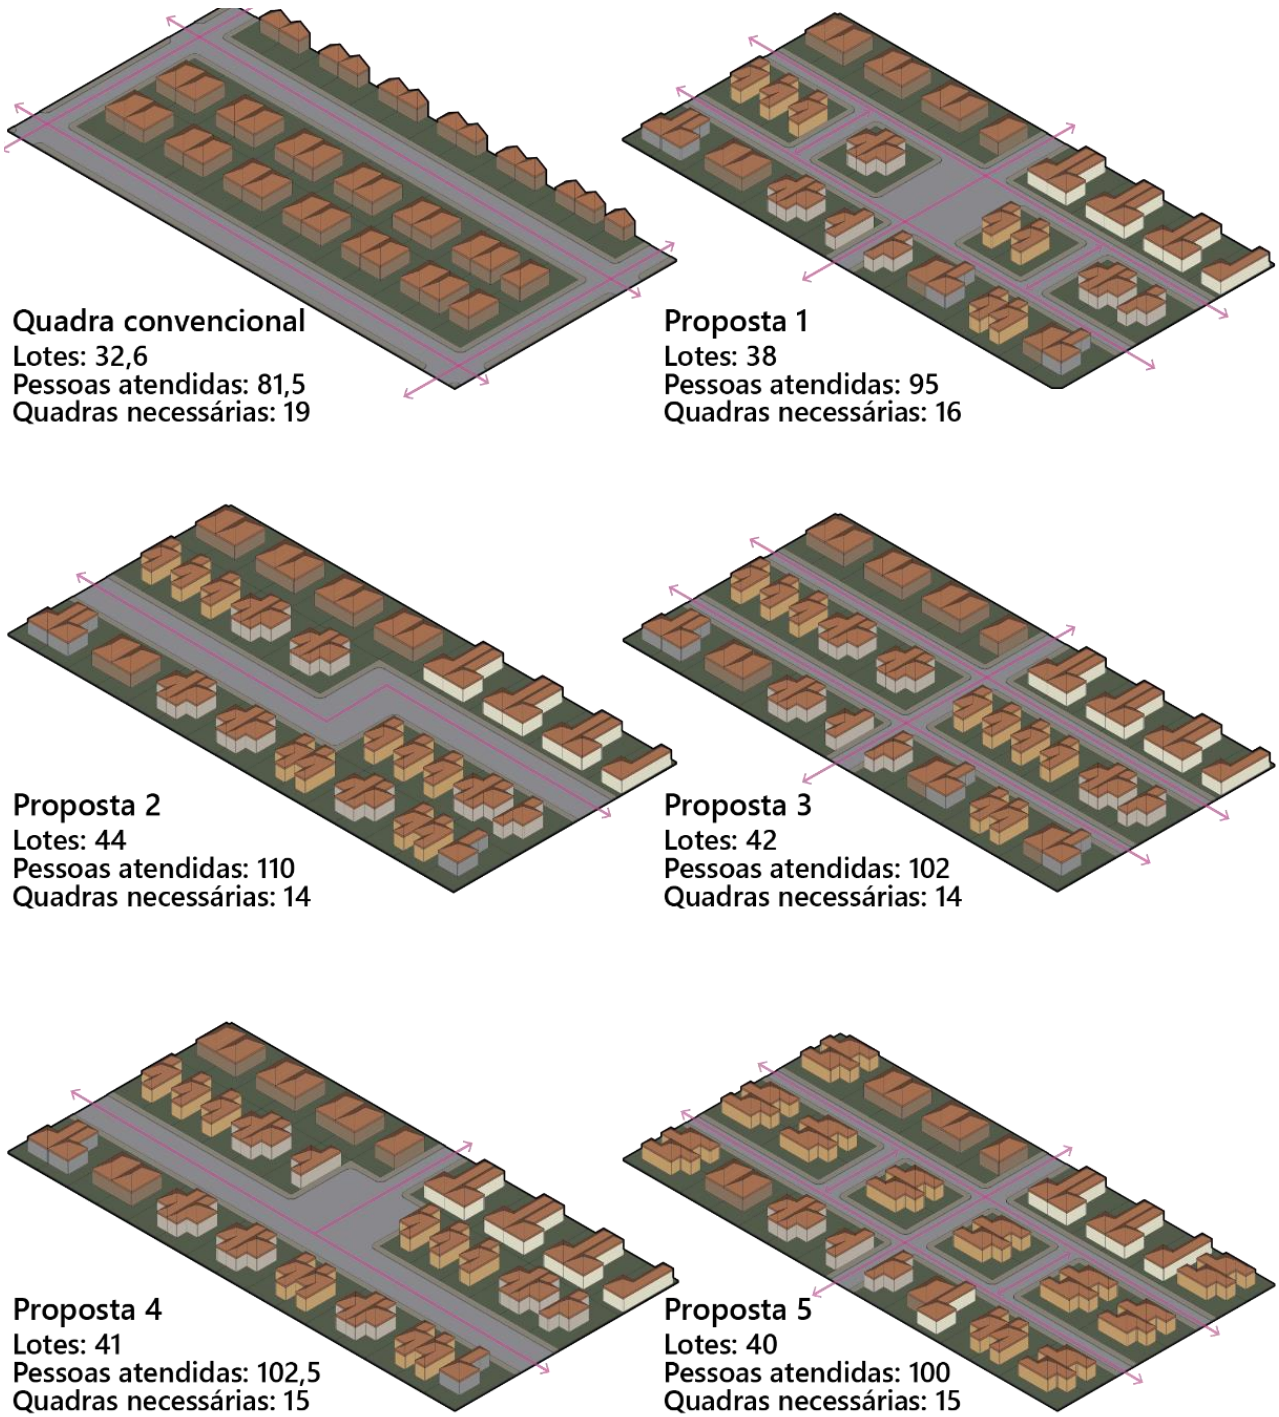 Quadra convencional
Lotes: 32,6
Pessoas atendidas: 81,5
Quadras necessárias: 19
Proposta 1
Lotes: 38
Pessoas atendidas: 95
Quadras necessárias: 16
Proposta 2
Lotes: 44
Pessoas atendidas: 110
Quadras necessárias: 14
Proposta 3
Lotes: 42
Pessoas atendidas: 102
Quadras necessárias: 14
Proposta 4
Lotes: 41
Pessoas atendidas: 102,5
Quadras necessárias: 15
Proposta 5
Lotes: 40
Pessoas atendidas: 100
Quadras necessárias: 15